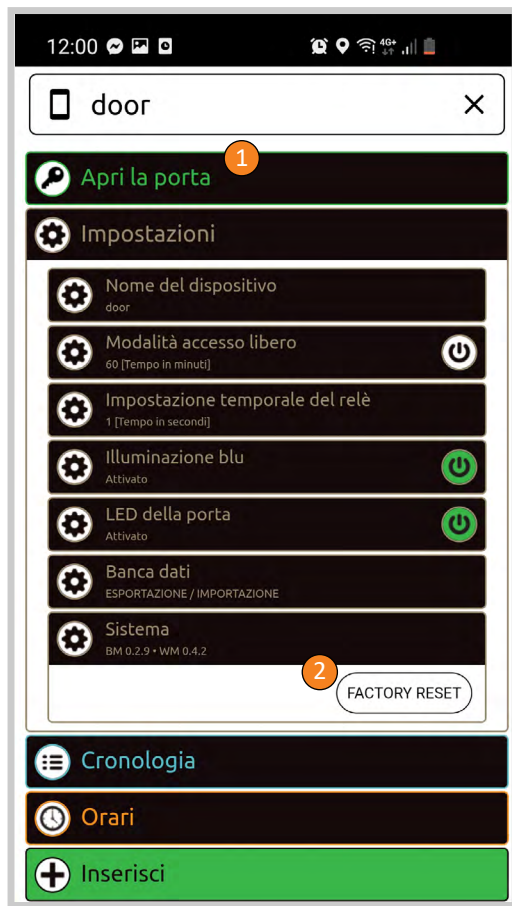 12:00 4G+
door
1
Apri la porta
Impostazioni
Nome del dispositivo
door
Modalità accesso libero
60 [Tempo in minuti]
Impostazione temporale del relè
1 [Tempo in secondi]
Illuminazione blu
Attivato
LED della porta
Attivato
Banca dati
ESPORTAZIONE / IMPORTAZIONE
Sistema
BM 0.2.9 • WM 0.4.2
2
FACTORY RESET
Cronologia
Orari
Inserisci